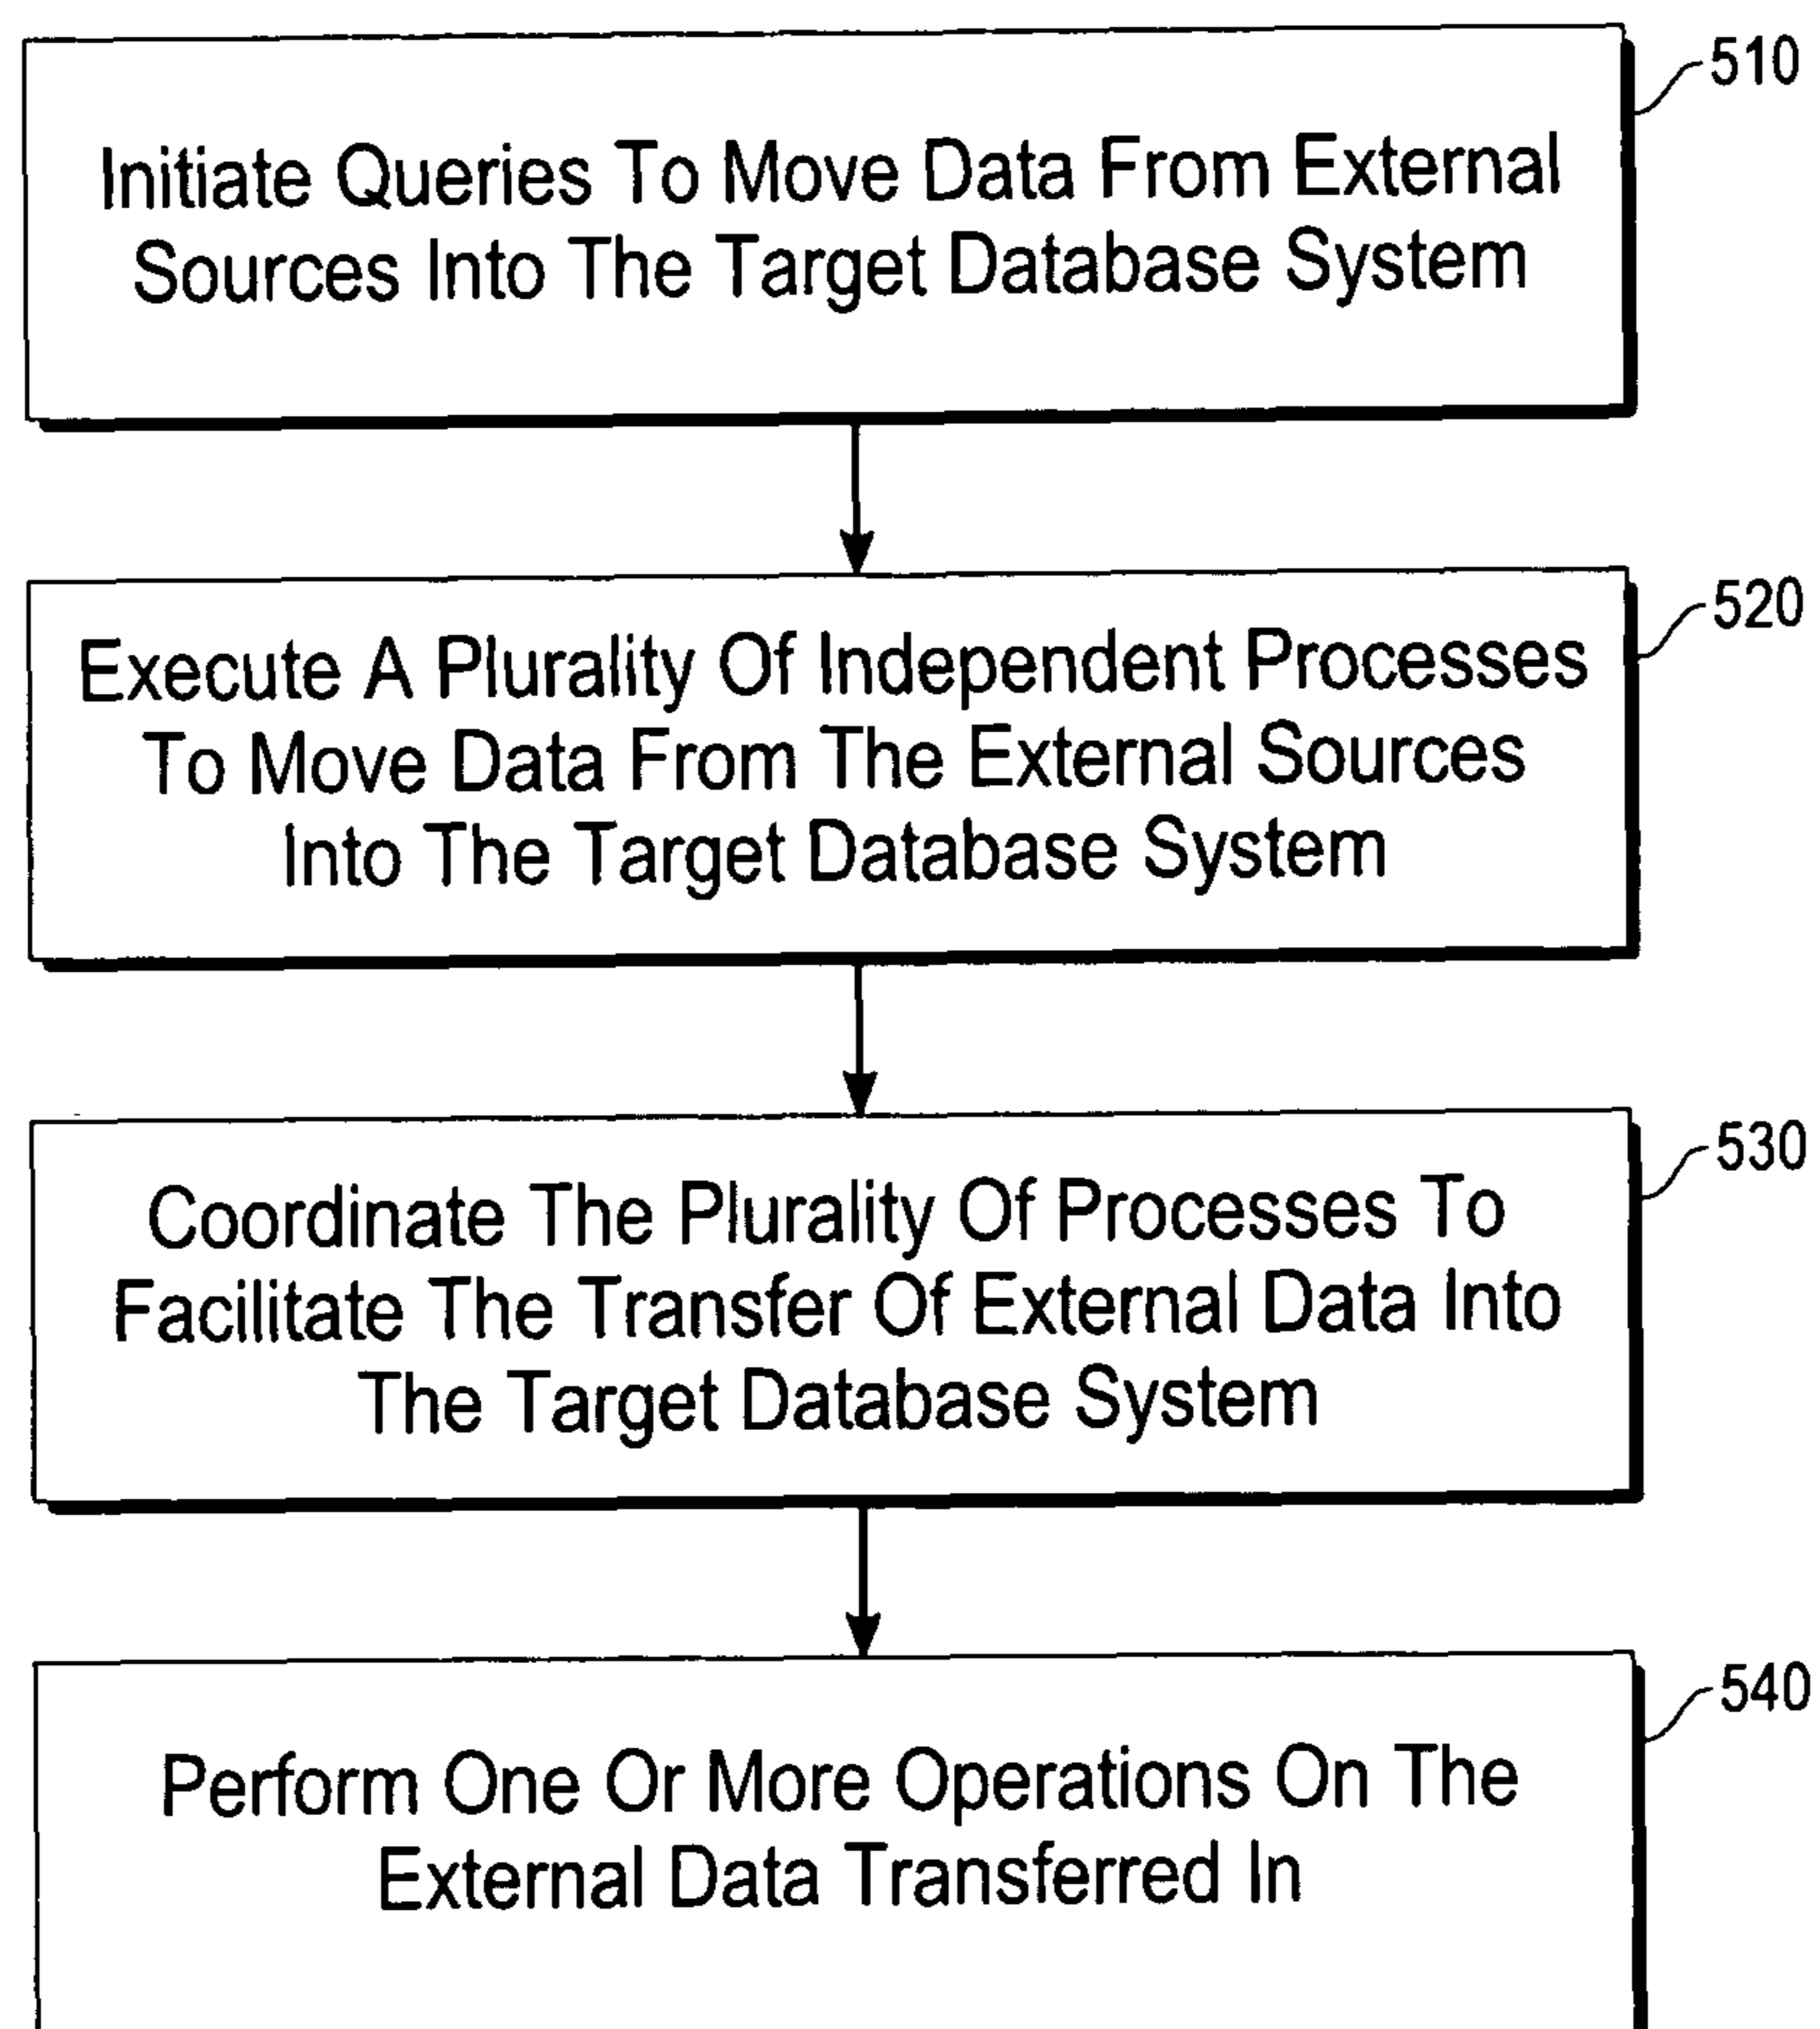 510
Initiate Queries To Move Data From External
Sources Into The Target Database System
520
Execute A Plurality Of Independent Processes
To Move Data From The External Sources
Into The Target Database System
530
Coordinate The Plurality Of Processes To
Facilitate The Transfer Of External Data Into
The Target Database System
540
Perform One Or More Operations On The
External Data Transferred In